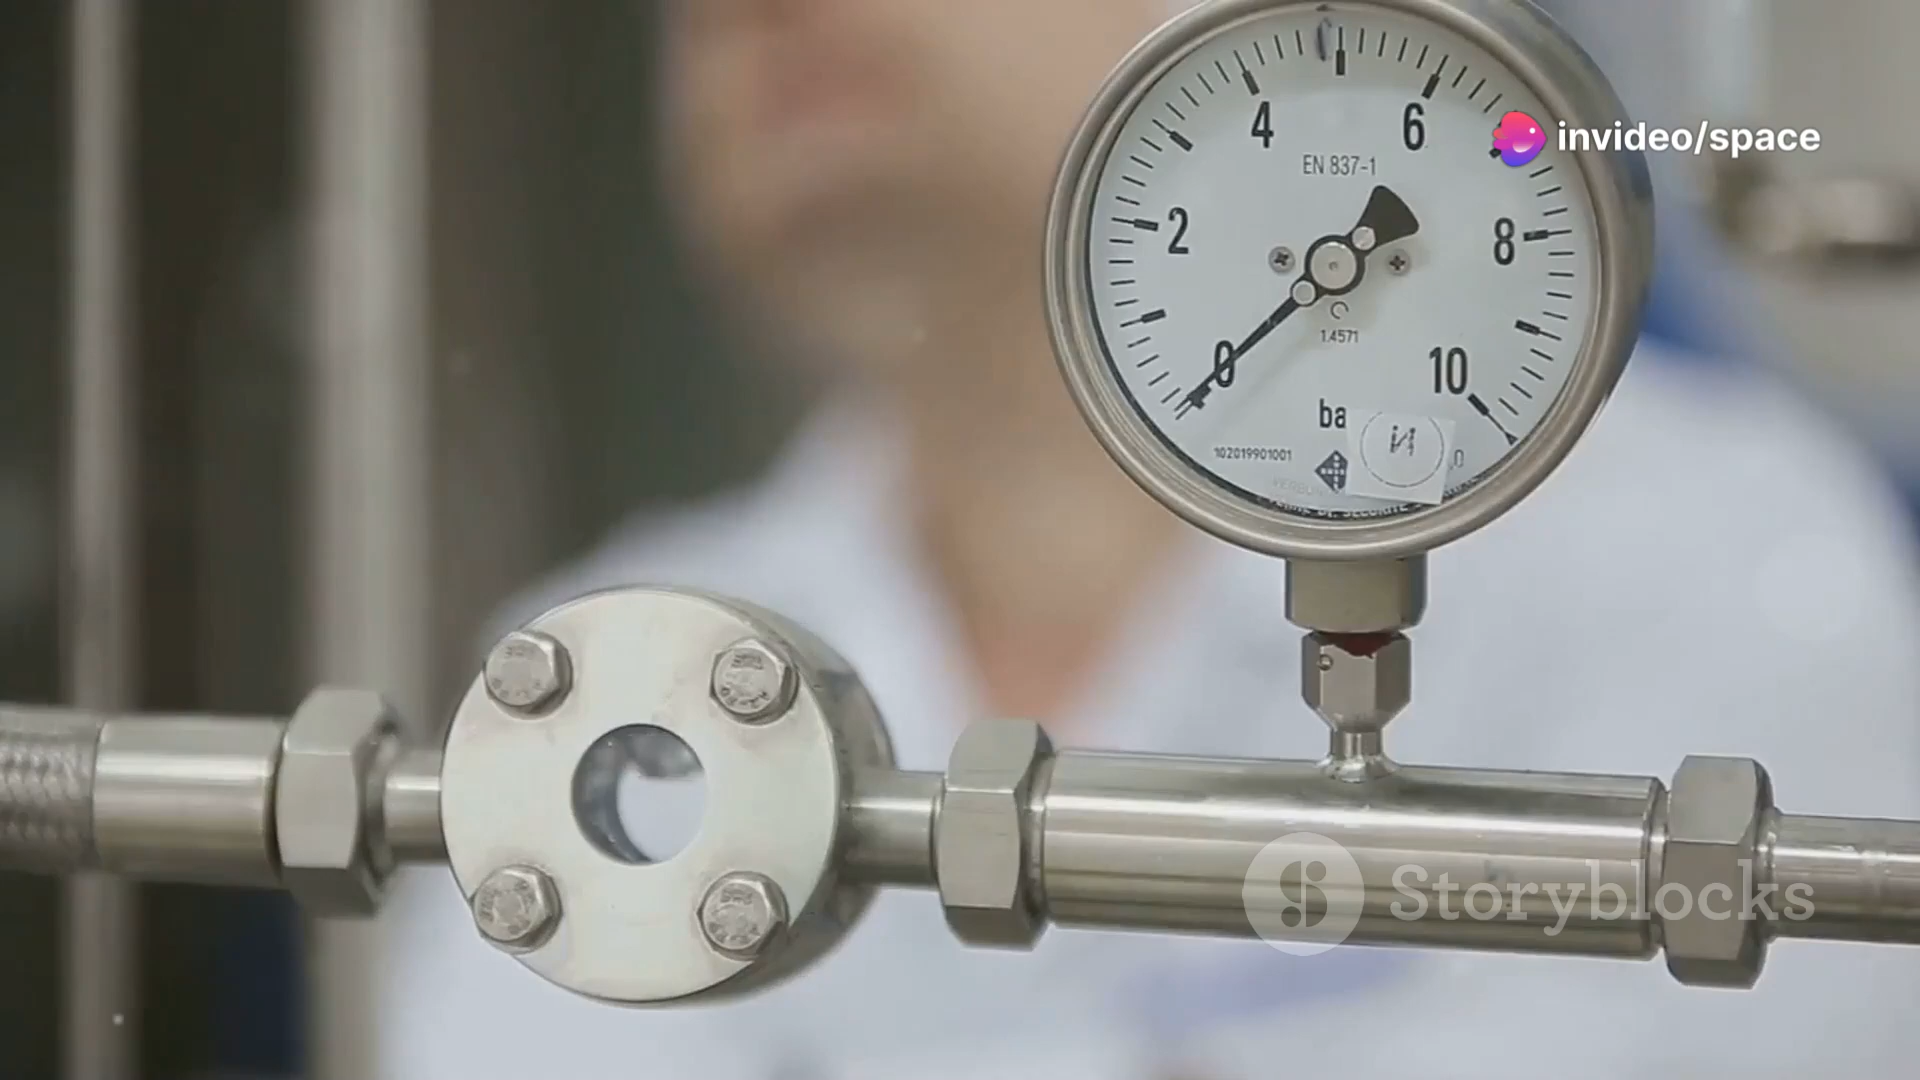 4 6
invideo/space
EN 837-1
2 8
1.4571
0 10
ba
102019901001
Storyblocks